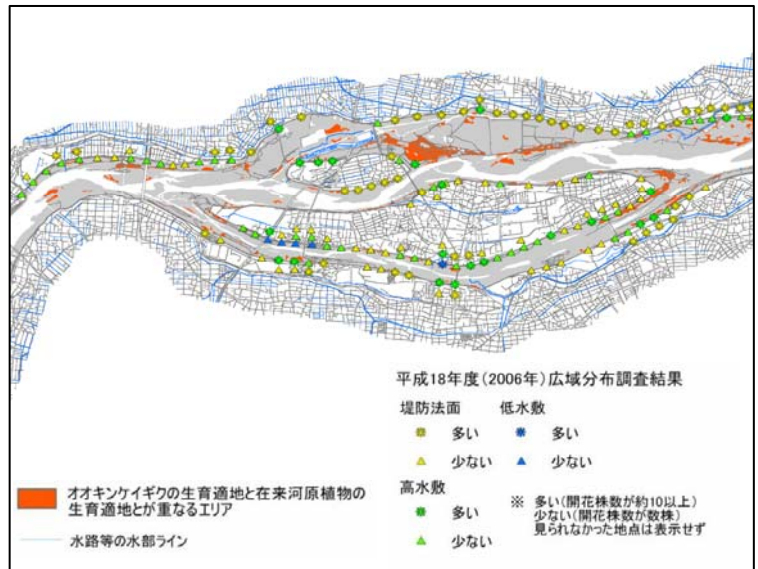 平成18年度(2006年)広域分布調査結果
堤防法面 低水敷
多い 多い
少ない 少ない
高水敷
多い
少ない
※ 多い(開花株数が約10以上)
少ない(開花株数が数株)
見られなかった地点は表示せず
オオキンケイギクの生育適地と在来河原植物の
生育適地とが重なるエリア
水路等の水部ライン